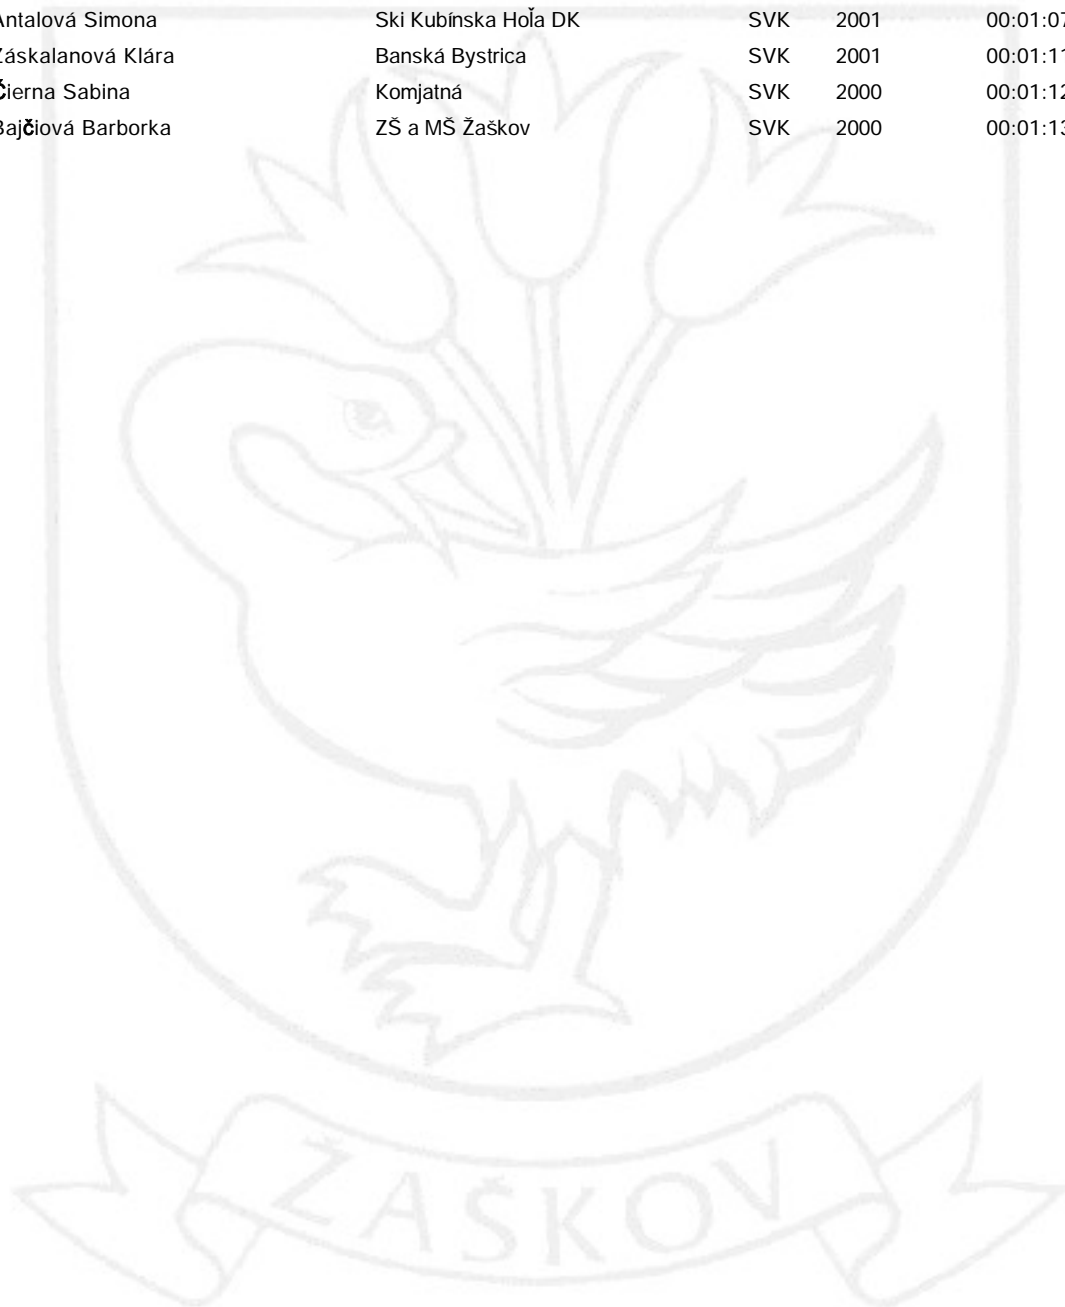 Antalová Simona Ski Kubínska Hoľa DK SVK 2001 00:01:07
Záskalanová Klára Banská Bystrica SVK 2001 00:01:11
Čierna Sabina Komjatná SVK 2000 00:01:12
Bajčiová Barborka ZŠ a MŠ Žaškov SVK 2000 00:01:13
ŽAŠKOV